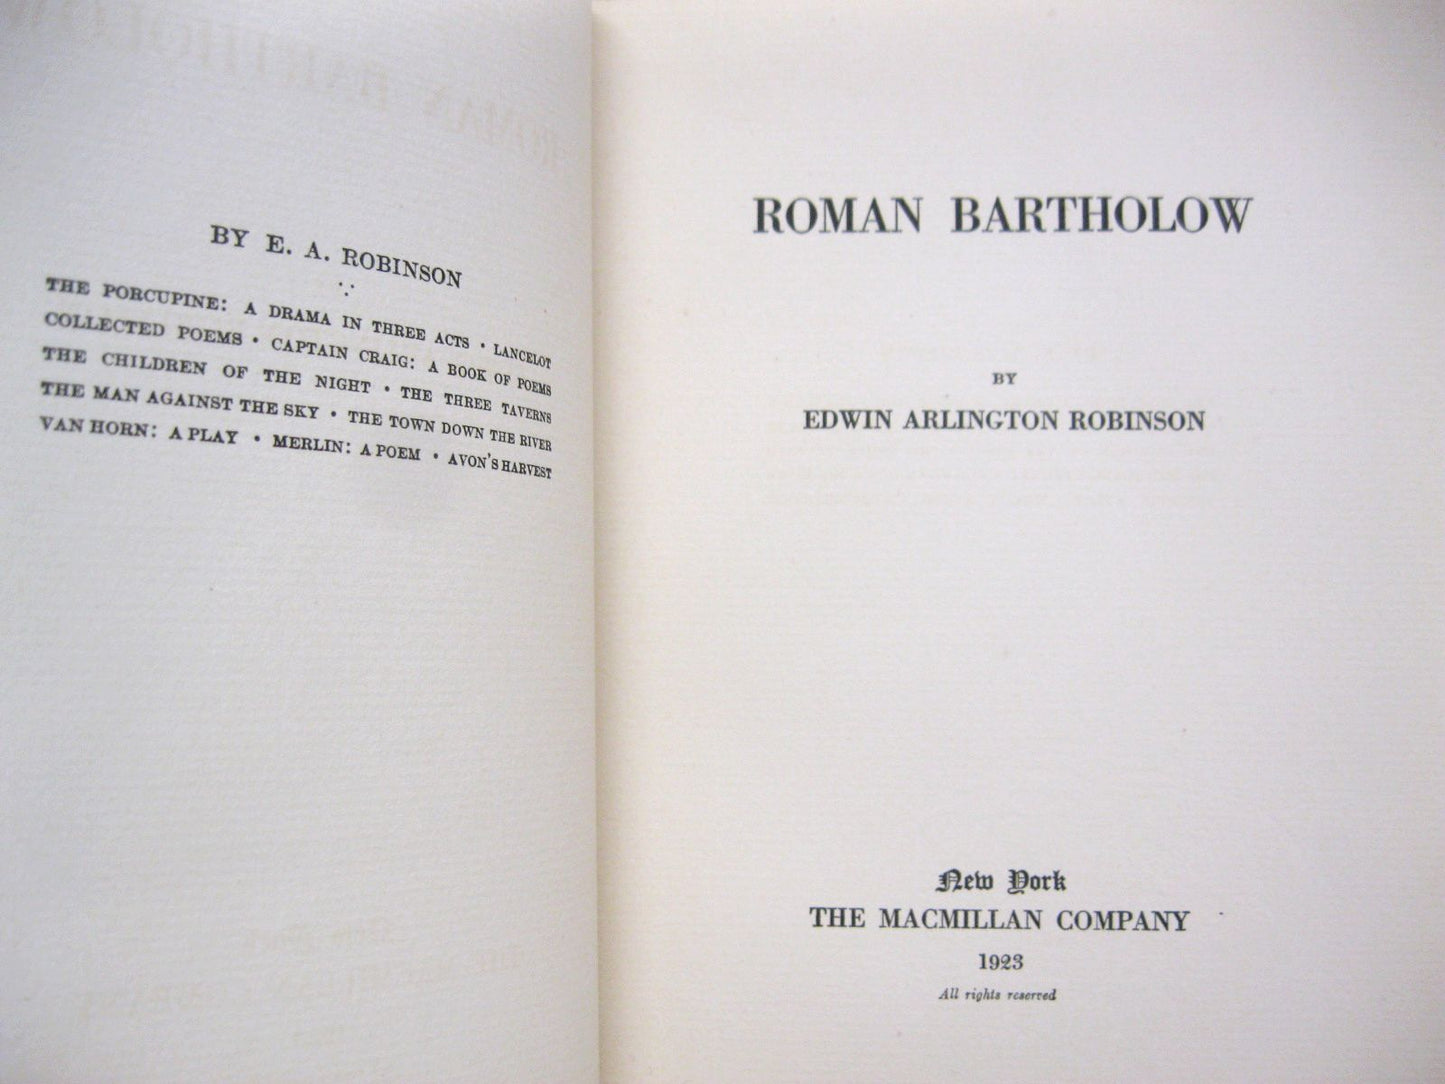 BY E. A. ROBINSON
THE PORCUPINE: A DRAMA IN THREE ACTS • LANCELOT
COLLECTED POEMS • CAPTAIN CRAIG: A BOOK OF POEMS
THE CHILDREN OF THE NIGHT • THE THREE TAVERNS
THE MAN AGAINST THE SKY • THE TOWN DOWN THE RIVER
VAN HORN: A PLAY • MERLIN: A POEM • AVON'S HARVEST
ROMAN BARTHOLOW
BY
EDWIN ARLINGTON ROBINSON
New York
THE MACMILLAN COMPANY
1923
All rights reserved